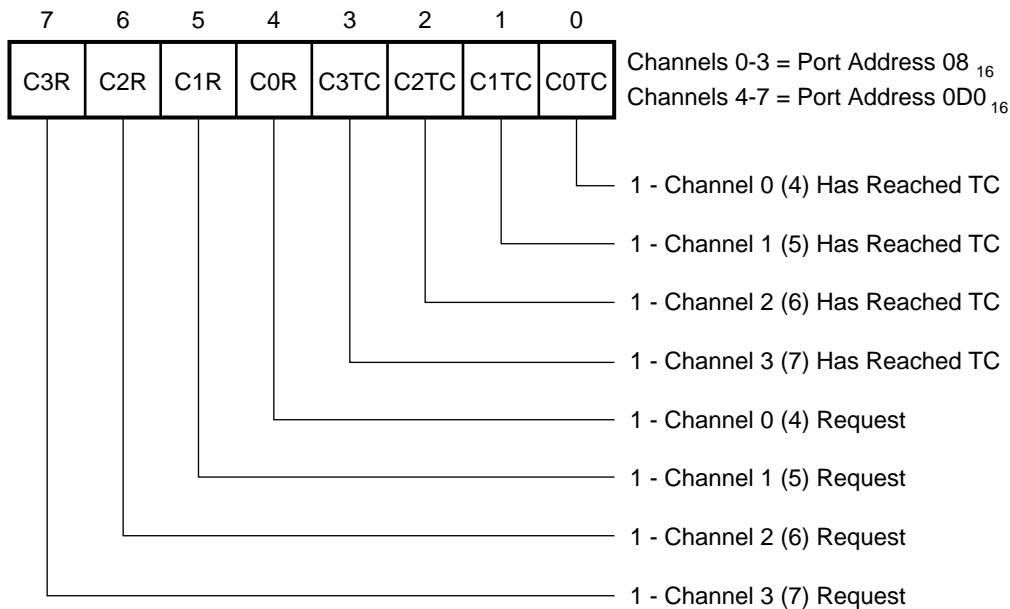 7 6 5 4 3 2 1 0
C3R C2R C1R C0R C3TC C2TC C1TC C0TC
Channels 0-3 = Port Address 08 16
Channels 4-7 = Port Address 0D0 16
1 - Channel 0 (4) Has Reached TC
1 - Channel 1 (5) Has Reached TC
1 - Channel 2 (6) Has Reached TC
1 - Channel 3 (7) Has Reached TC
1 - Channel 0 (4) Request
1 - Channel 1 (5) Request
1 - Channel 2 (6) Request
1 - Channel 3 (7) Request